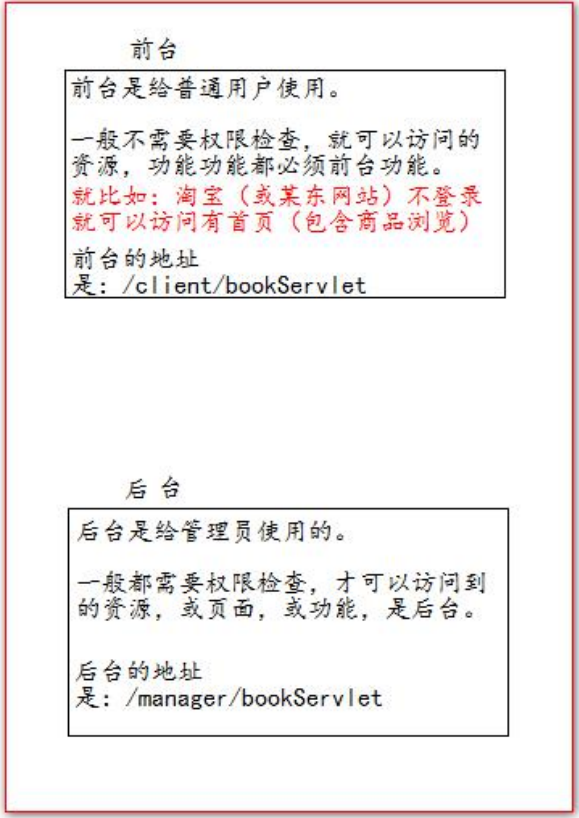 前台
前台是给普通用户使用。
一般不需要权限检查，就可以访问的
资源，功能功能都必须前台功能。
就比如：淘宝（或某东网站）不登录
就可以访问有首页（包含商品浏览）
前台的地址
是：/client/bookServlet
后 台
后台是给管理员使用的。
一般都需要权限检查，才可以访问到
的资源，或页面，或功能，是后台。
后台的地址
是：/manager/bookServlet